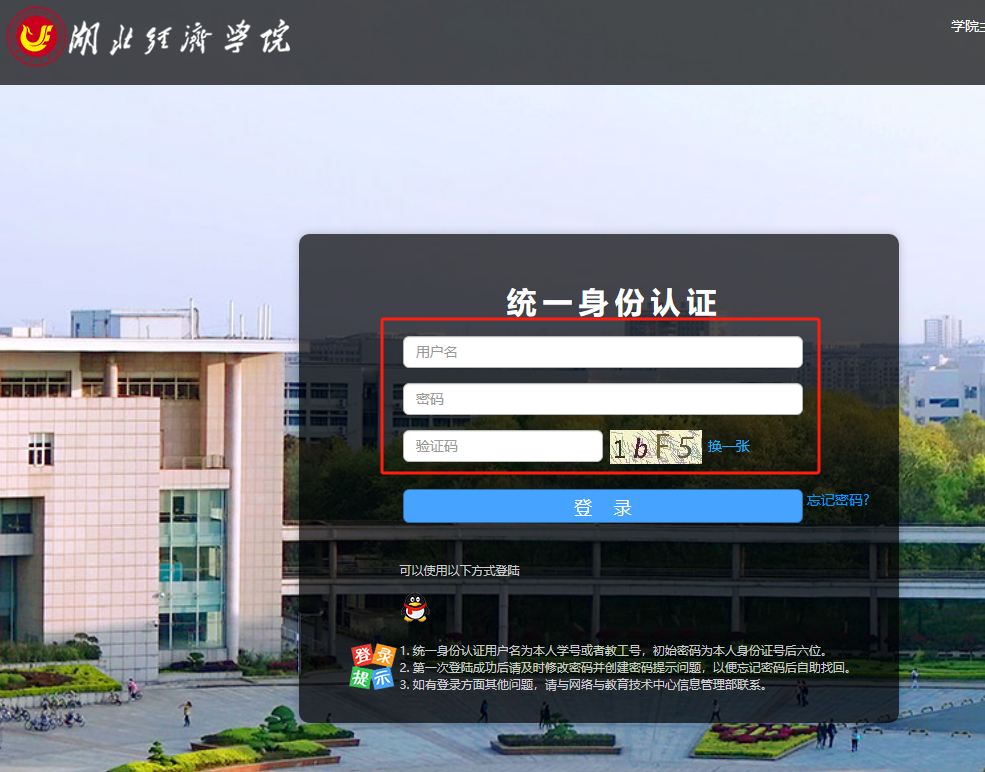 湖北经济学院
学院主
统一身份认证
用户名
密码
验证码 1bF5 换一张
登 录 忘记密码?
可以使用以下方式登陆
登录提示
1. 统一身份认证用户名为本人学号或者教工号，初始密码为本人身份证号后六位。
2. 第一次登陆成功后请及时修改密码并创建密码提示问题，以便忘记密码后自助找回。
3. 如有登录方面其他问题，请与网络与教育技术中心信息管理部联系。